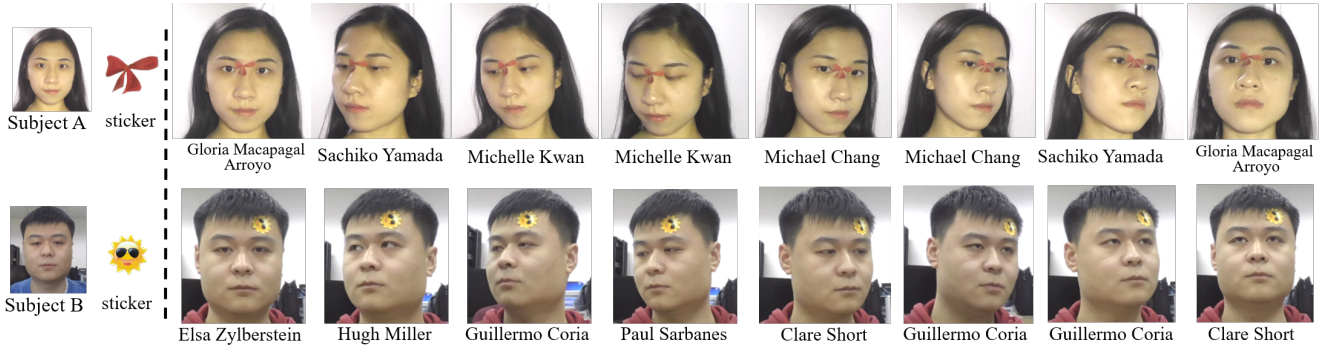 Subject A
sticker
Gloria Macapagal
Arroyo
Sachiko Yamada
Michelle Kwan
Michelle Kwan
Michael Chang
Michael Chang
Sachiko Yamada
Gloria Macapagal
Arroyo
Subject B
sticker
Elsa Zylberstein
Hugh Miller
Guillermo Coria
Paul Sarbanes
Clare Short
Guillermo Coria
Guillermo Coria
Clare Short